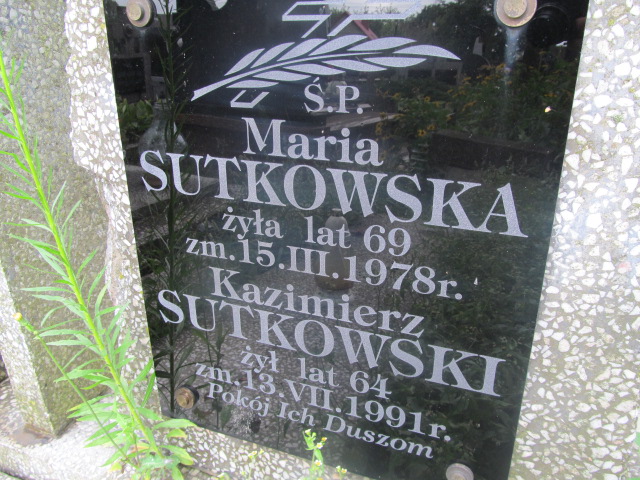 Ś.P.
Maria
SUTKOWSKA
żyła lat 69
zm.15.III.1978r.
Kazimierz
SUTKOWSKI
żył lat 64
zm.13.VII.1991r.
Pokój Ich Duszom